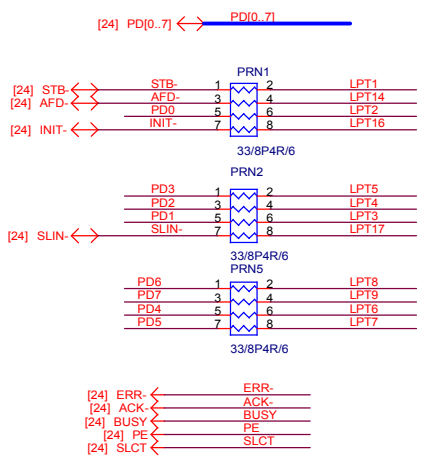 [24] PD[0..7] PD[0..7]
PRN1
[24] STB- STB- 1 2 LPT1
[24] AFD- AFD- 3 4 LPT14
PD0 5 6 LPT2
[24] INIT- INIT- 7 8 LPT16
33/8P4R/6
PRN2
PD3 1 2 LPT5
PD2 3 4 LPT4
PD1 5 6 LPT3
[24] SLIN- SLIN- 7 8 LPT17
33/8P4R/6
PRN5
PD6 1 2 LPT8
PD7 3 4 LPT9
PD4 5 6 LPT6
PD5 7 8 LPT7
33/8P4R/6
[24] ERR- ERR-
[24] ACK- ACK-
[24] BUSY BUSY
[24] PE PE
[24] SLCT SLCT